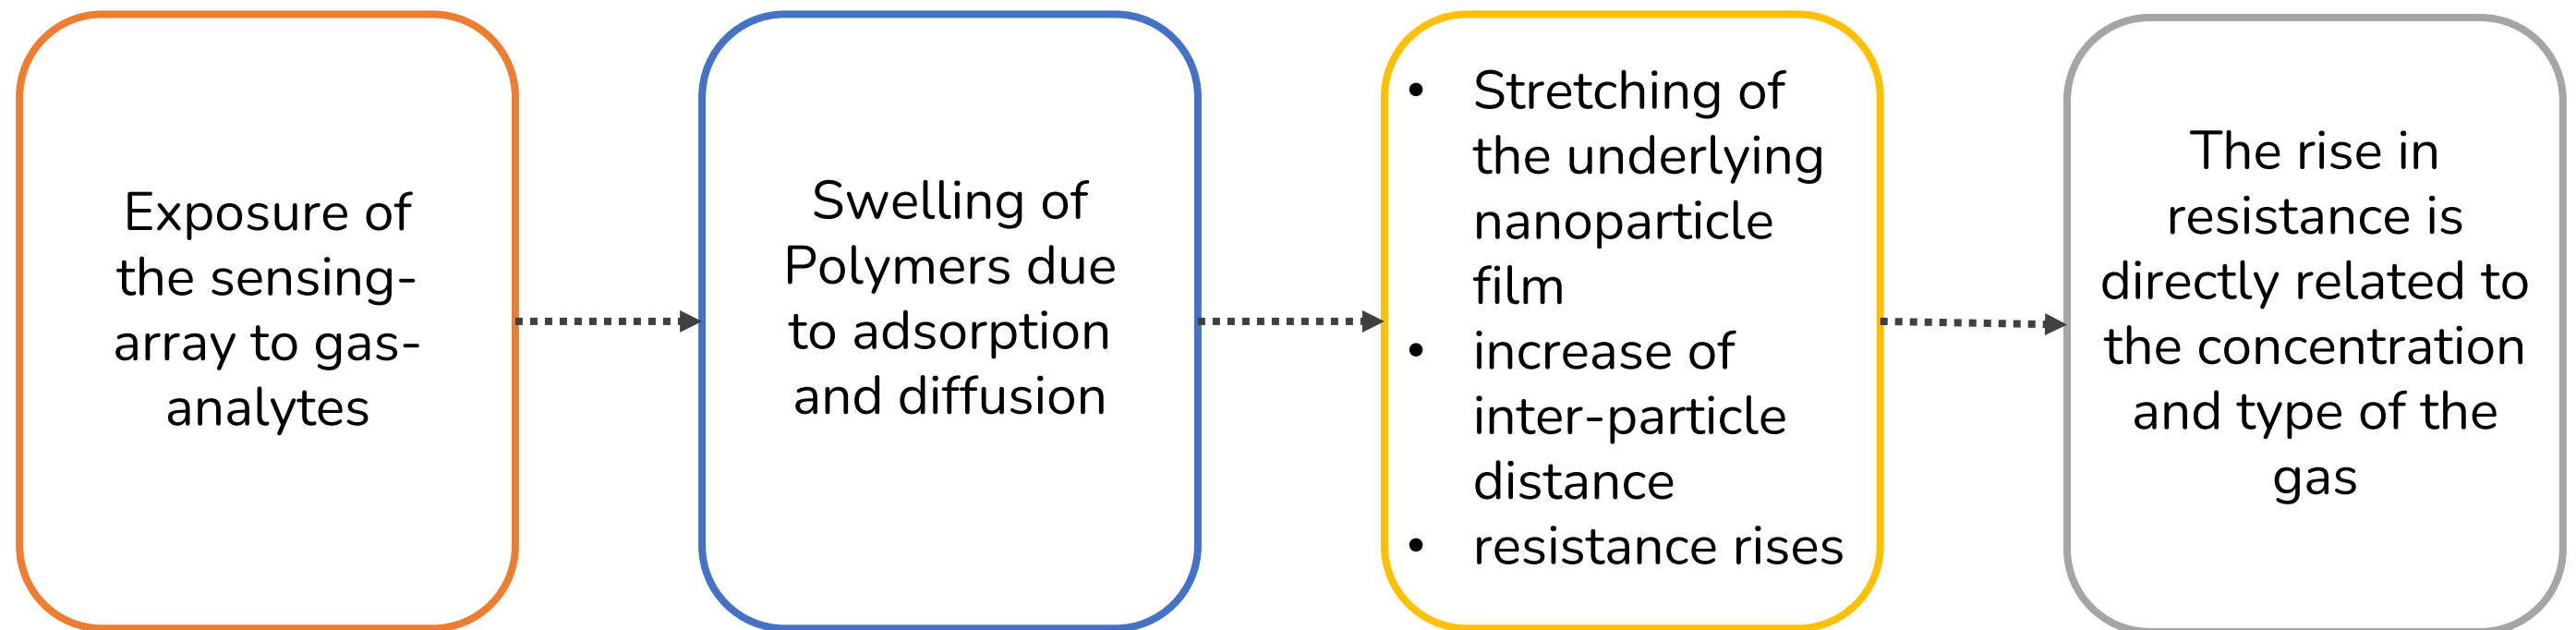 Exposure of
the sensing-
array to gas-
analytes
Swelling of
Polymers due
to adsorption
and diffusion
• Stretching of
the underlying
nanoparticle
film
• increase of
inter-particle
distance
• resistance rises
The rise in
resistance is
directly related to
the concentration
and type of the
gas